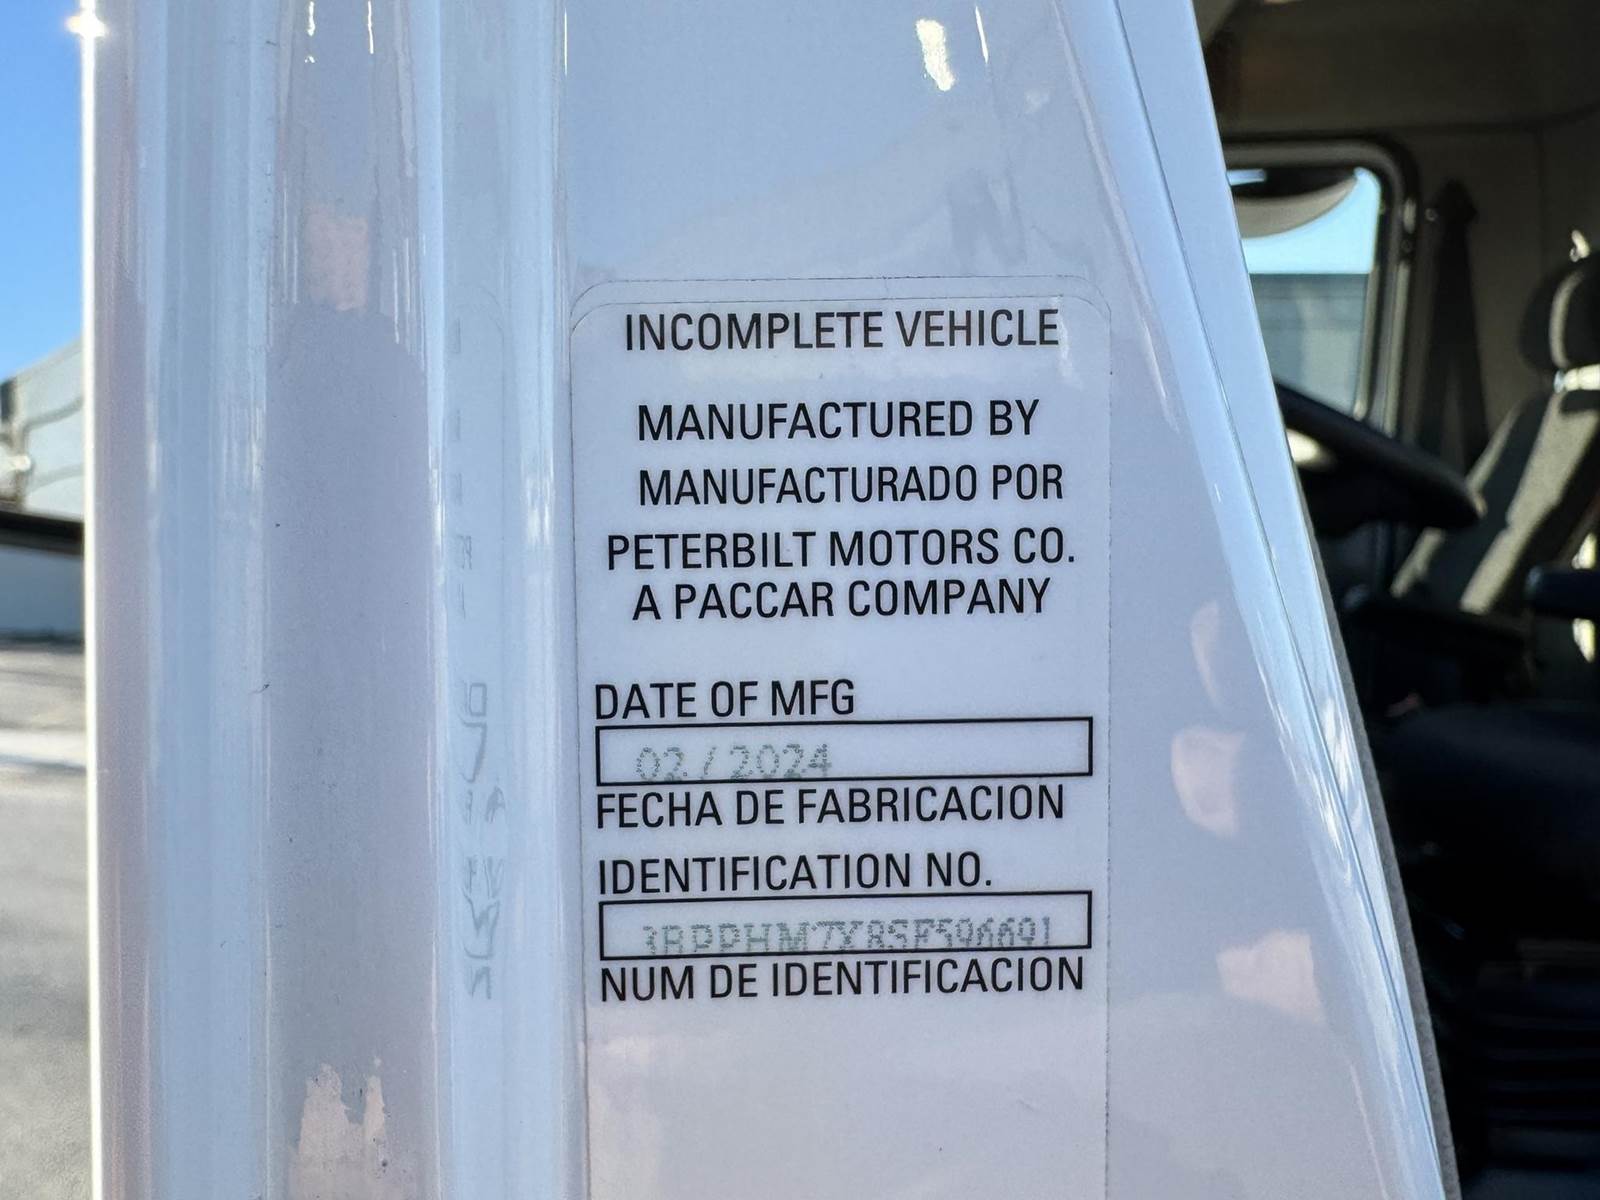 INCOMPLETE VEHICLE
MANUFACTURED BY
MANUFACTURADO POR
PETERBILT MOTORS CO.
A PACCAR COMPANY
DATE OF MFG
02/2024
FECHA DE FABRICACION
IDENTIFICATION NO.
3BPPHM7X8SF596691
NUM DE IDENTIFICACION